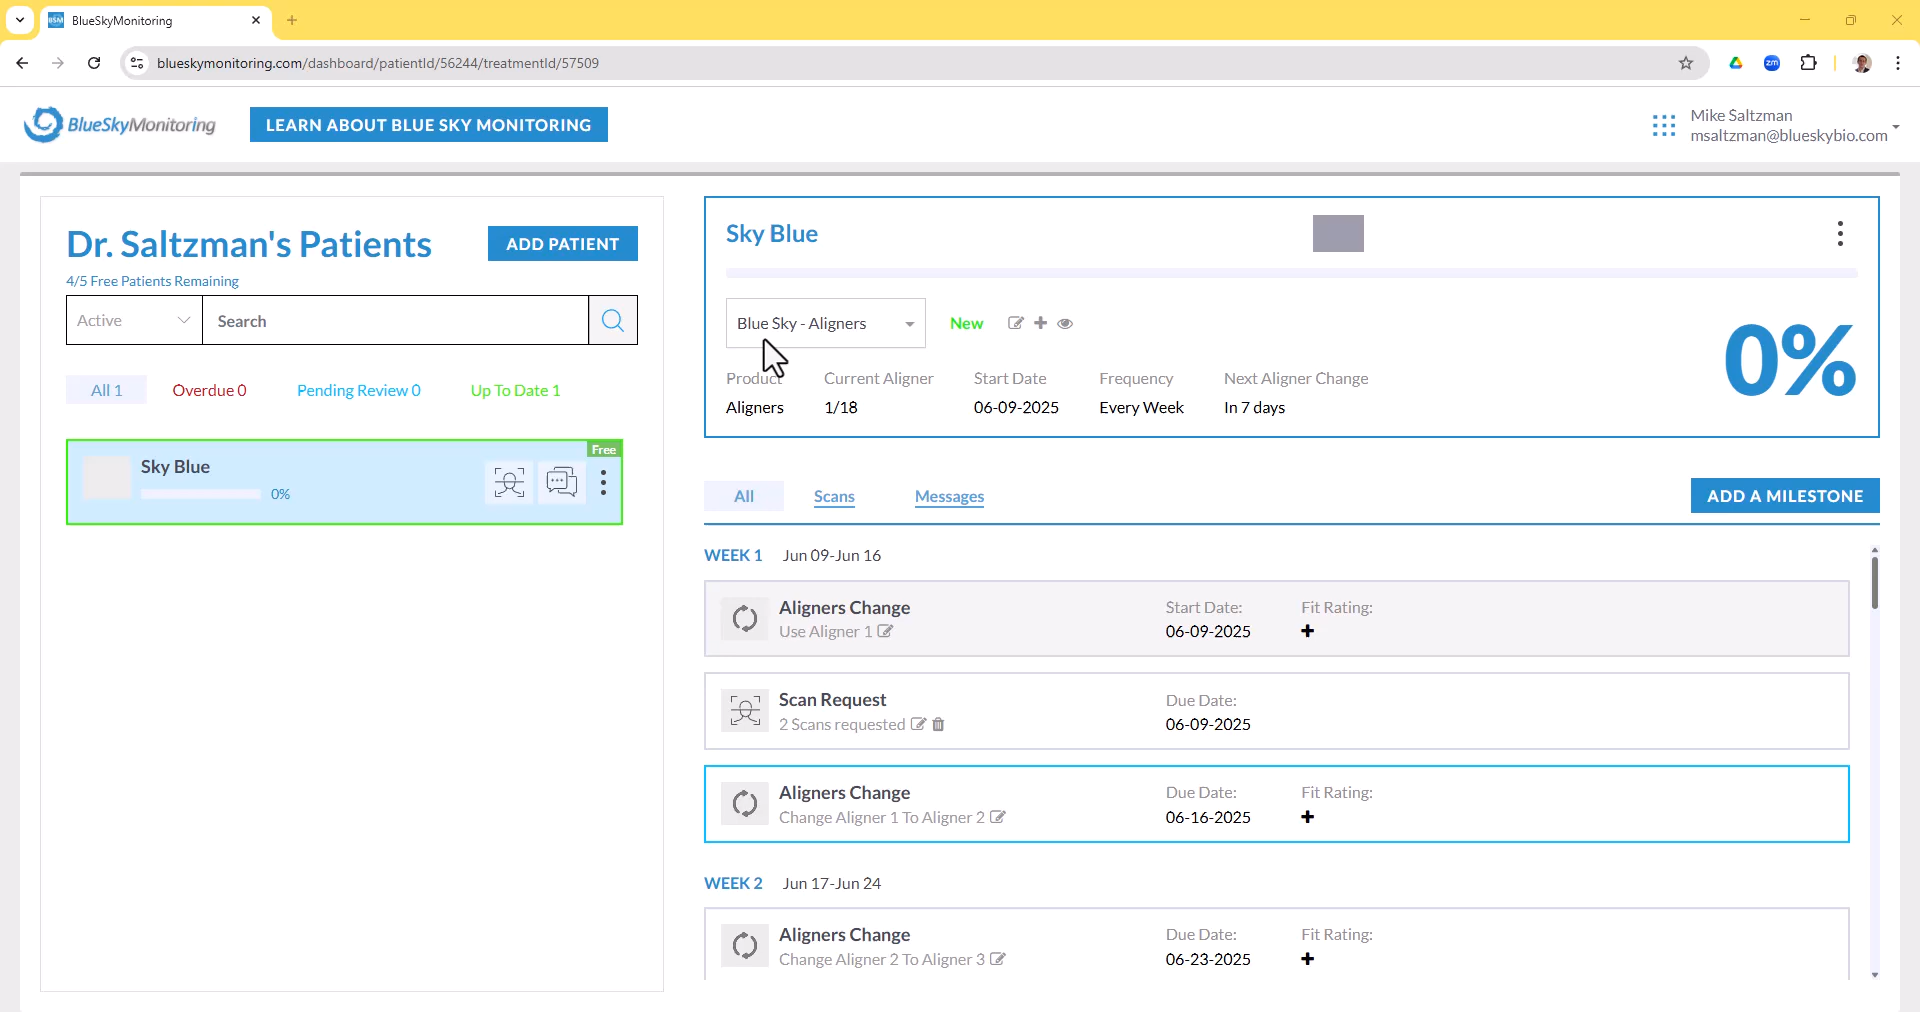 BSM BlueSkyMonitoring
blueskymonitoring.com/dashboard/patientId/56244/treatmentId/57509
zm
BlueSkyMonitoring
LEARN ABOUT BLUE SKY MONITORING
Mike Saltzman
msaltzman@blueskybio.com
Dr. Saltzman's Patients
ADD PATIENT
4/5 Free Patients Remaining
Active
Search
All 1
Overdue 0
Pending Review 0
Up To Date 1
Free
Sky Blue
0%
Sky Blue
Blue Sky - Aligners
New
0%
Product
Current Aligner
Start Date
Frequency
Next Aligner Change
Aligners
1/18
06-09-2025
Every Week
In 7 days
All
Scans
Messages
ADD A MILESTONE
WEEK 1 Jun 09-Jun 16
Aligners Change
Use Aligner 1
Start Date:
06-09-2025
Fit Rating:
Scan Request
2 Scans requested
Due Date:
06-09-2025
Aligners Change
Change Aligner 1 To Aligner 2
Due Date:
06-16-2025
Fit Rating:
WEEK 2 Jun 17-Jun 24
Aligners Change
Change Aligner 2 To Aligner 3
Due Date:
06-23-2025
Fit Rating: